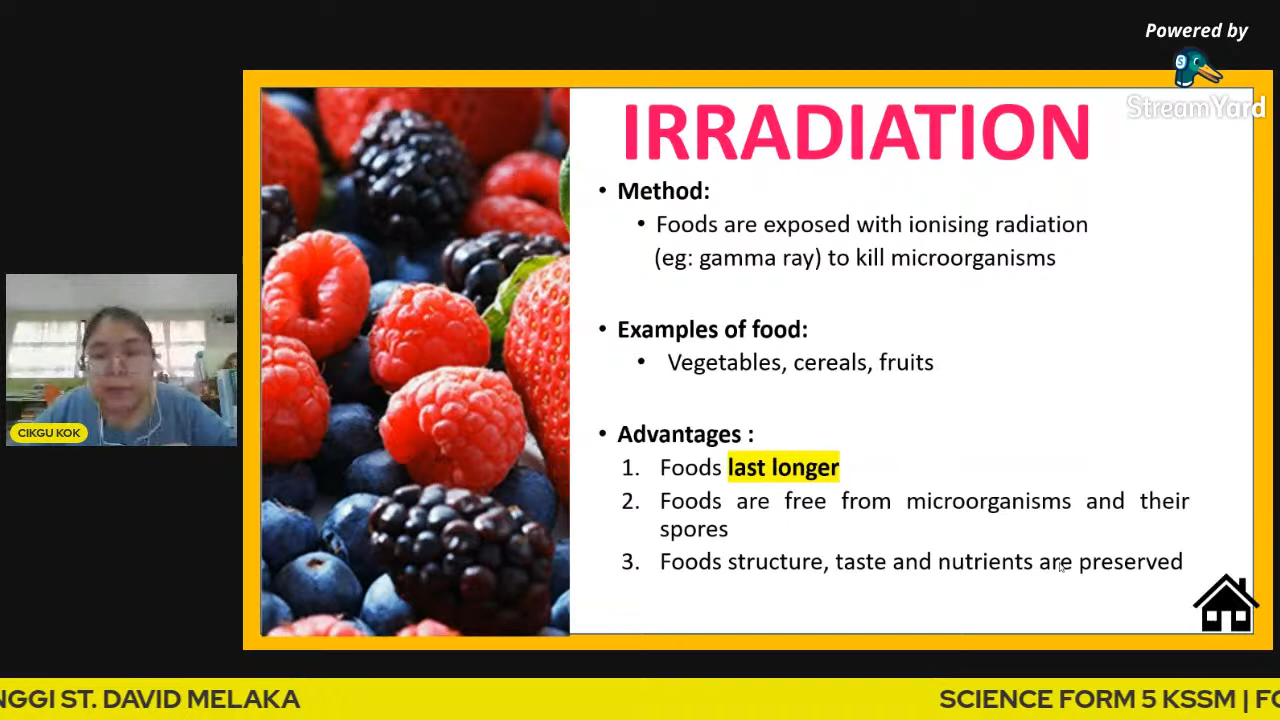 Powered by
StreamYard
IRRADIATION
• Method:
• Foods are exposed with ionising radiation
(eg: gamma ray) to kill microorganisms
• Examples of food:
• Vegetables, cereals, fruits
• Advantages :
1. Foods last longer
2. Foods are free from microorganisms and their
spores
3. Foods structure, taste and nutrients are preserved
CIKGU KOK
NGGI ST. DAVID MELAKA
SCIENCE FORM 5 KSSM | FO